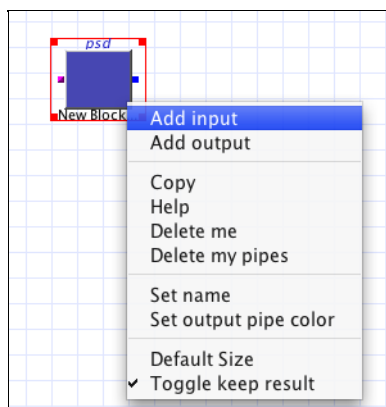 psd
New Block
Add input
Add output
Copy
Help
Delete me
Delete my pipes
Set name
Set output pipe color
Default Size
✓ Toggle keep result